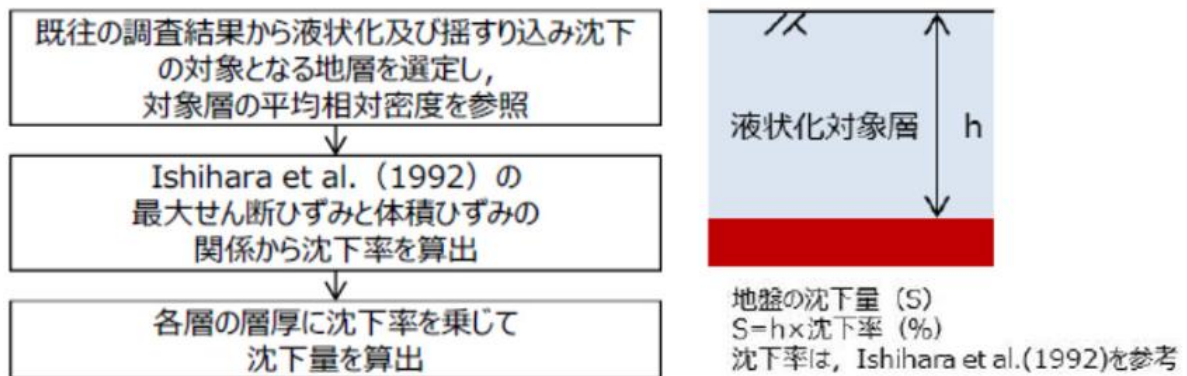 既往の調査結果から液状化及び揺すり込み沈下
の対象となる地層を選定し,
対象層の平均相対密度を参照
Ishihara et al.（1992）の
最大せん断ひずみと体積ひずみの
関係から沈下率を算出
各層の層厚に沈下率を乗じて
沈下量を算出
液状化対象層
h
地盤の沈下量（S）
S=h×沈下率（%）
沈下率は，Ishihara et al.(1992)を参考